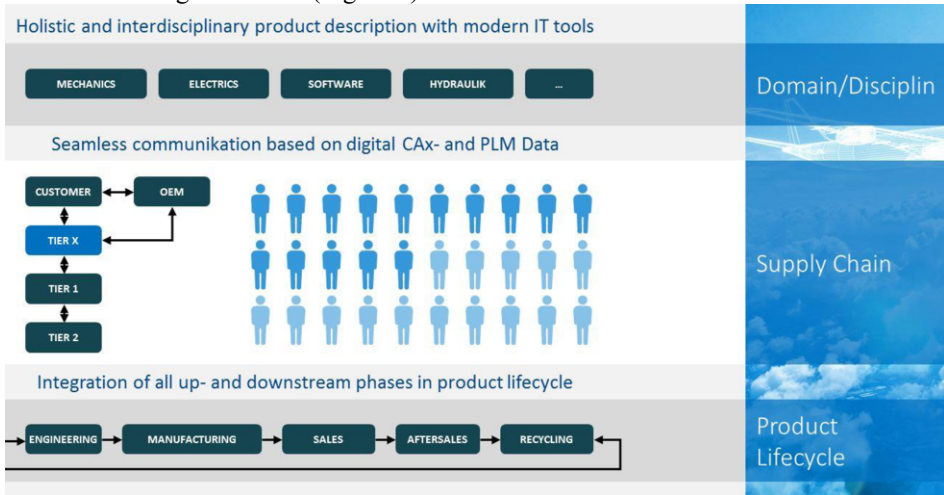 Holistic and interdisciplinary product description with modern IT tools
MECHANICS
ELECTRICS
SOFTWARE
HYDRAULIK
...
Domain/Disciplin
Seamless communikation based on digital CAx- and PLM Data
CUSTOMER
OEM
TIER X
TIER 1
TIER 2
Supply Chain
Integration of all up- and downstream phases in product lifecycle
ENGINEERING
MANUFACTURING
SALES
AFTERSALES
RECYCLING
Product
Lifecycle